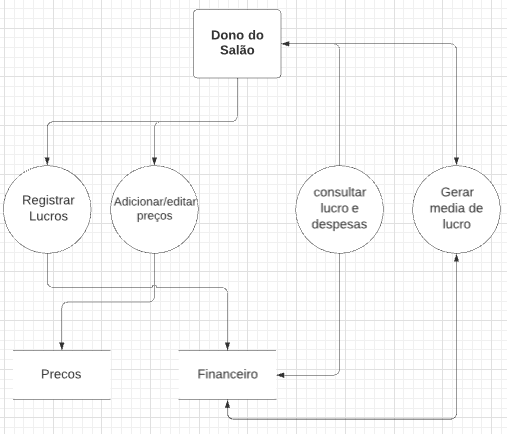 Dono do
Salão
Registrar
Lucros
Adicionar/editar
preços
consultar
lucro e
despesas
Gerar
media de
lucro
Precos
Financeiro